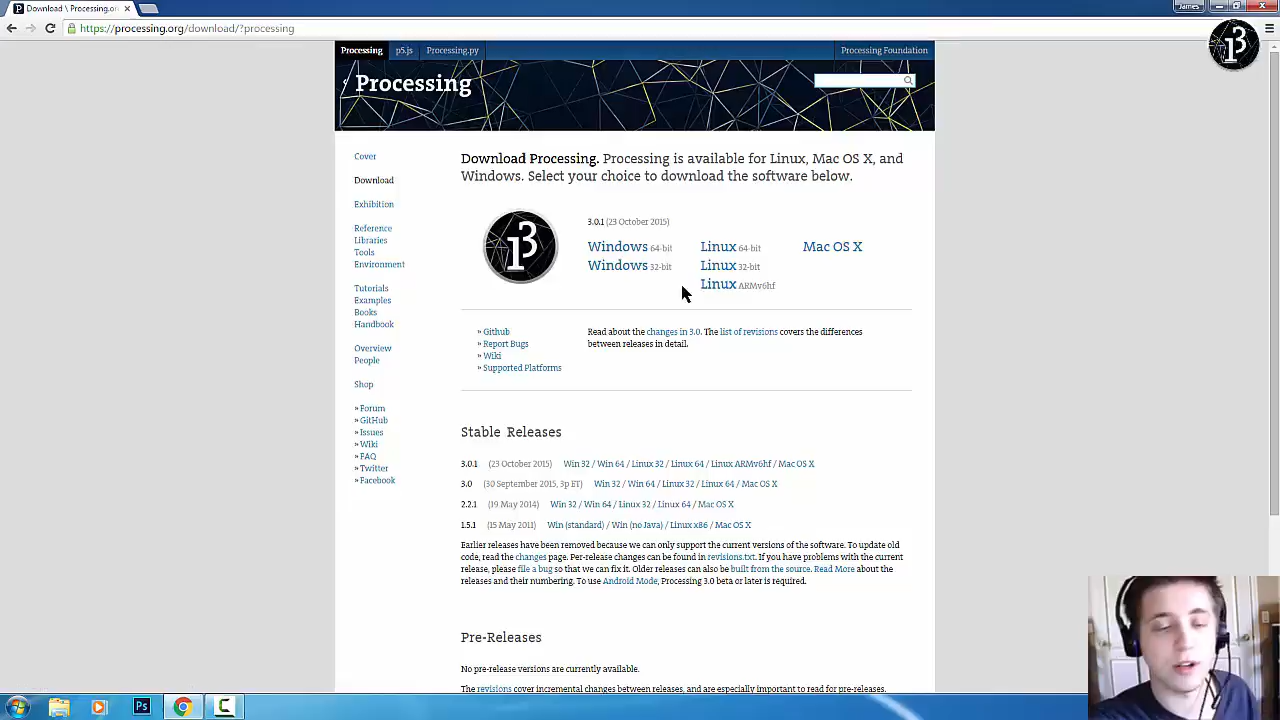 Download \ Processing.or
James
https://processing.org/download/?processing
Processing p5.js Processing.py Processing Foundation
Processing
Cover
Download
Exhibition
Reference
Libraries
Tools
Environment
Tutorials
Examples
Books
Handbook
Overview
People
Shop
» Forum
» GitHub
» Issues
» Wiki
» FAQ
» Twitter
» Facebook
Download Processing. Processing is available for Linux, Mac OS X, and
Windows. Select your choice to download the software below.
3.0.1 (23 October 2015)
Windows 64-bit Linux 64-bit Mac OS X
Windows 32-bit Linux 32-bit
Linux ARMv6hf
» Github
» Report Bugs
» Wiki
» Supported Platforms
Read about the changes in 3.0. The list of revisions covers the differences
between releases in detail.
Stable Releases
3.0.1 (23 October 2015) Win 32 / Win 64 / Linux 32 / Linux 64 / Linux ARMv6hf / Mac OS X
3.0 (30 September 2015, 3p ET) Win 32 / Win 64 / Linux 32 / Linux 64 / Mac OS X
2.2.1 (19 May 2014) Win 32 / Win 64 / Linux 32 / Linux 64 / Mac OS X
1.5.1 (15 May 2011) Win (standard) / Win (no Java) / Linux x86 / Mac OS X
Earlier releases have been removed because we can only support the current versions of the software. To update old
code, read the changes page. Per-release changes can be found in revisions.txt. If you have problems with the current
release, please file a bug so that we can fix it. Older releases can also be built from the source. Read More about the
releases and their numbering. To use Android Mode, Processing 3.0 beta or later is required.
Pre-Releases
No pre-release versions are currently available.
The revisions cover incremental changes between releases, and are especially important to read for pre-releases.
Ps